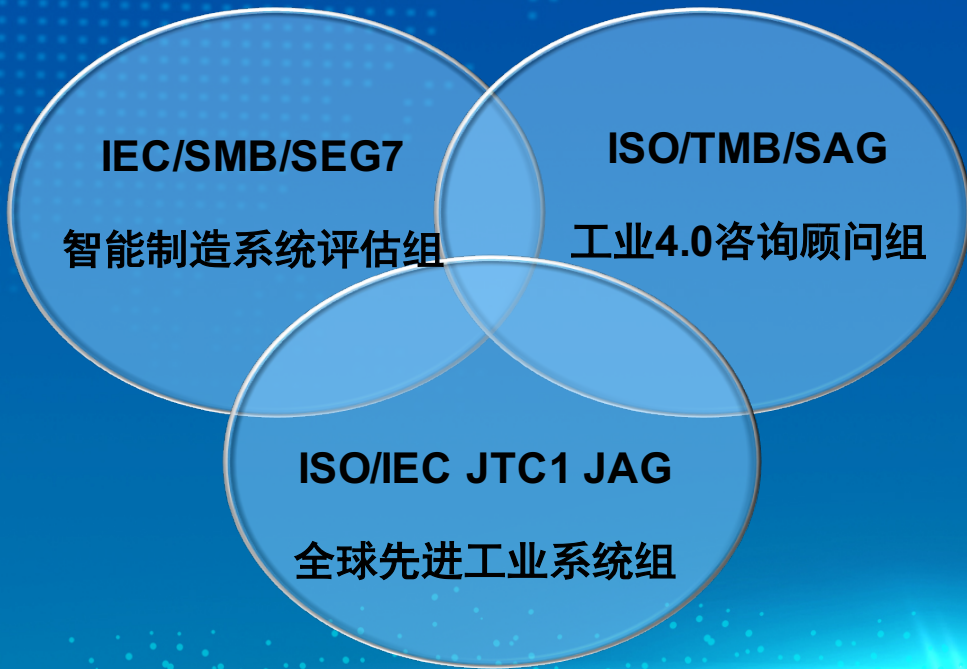 IEC/SMB/SEG7
智能制造系统评估组
ISO/TMB/SAG
工业4.0咨询顾问组
ISO/IEC JTC1 JAG
全球先进工业系统组